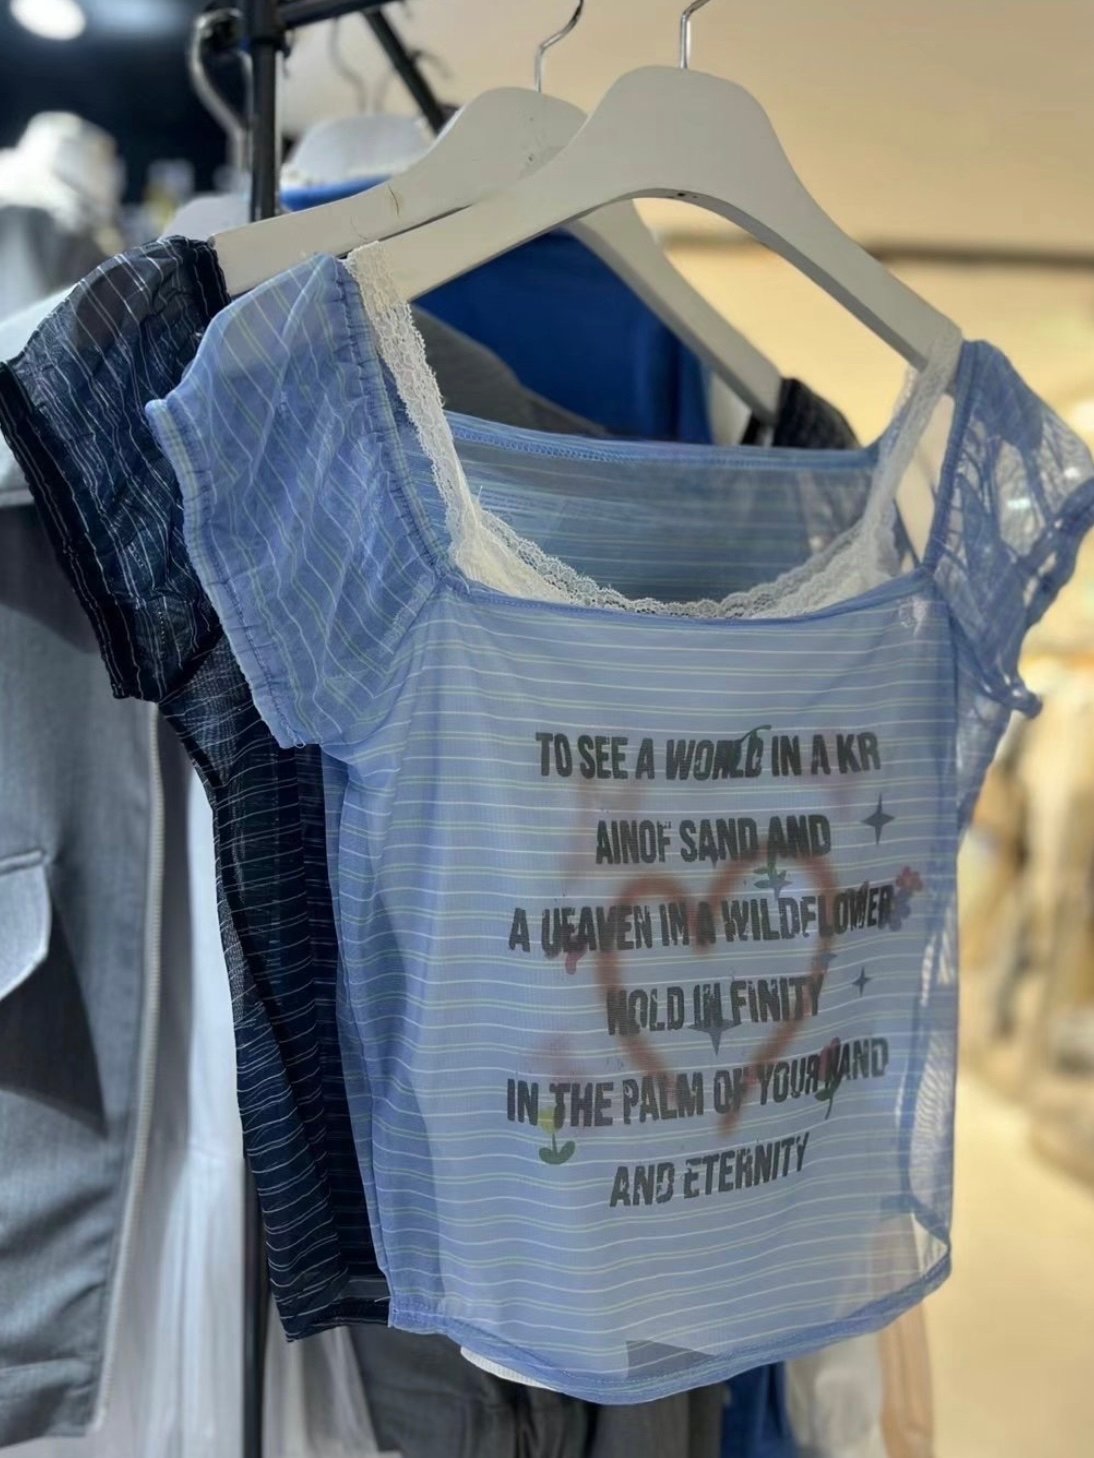 TO SEE A WORLD IN A KR
AINOF SAND AND
A UEAVEN IN A WILDFLOWER
HOLD IN FINITY
IN THE PALM OF YOUR HAND
AND ETERNITY